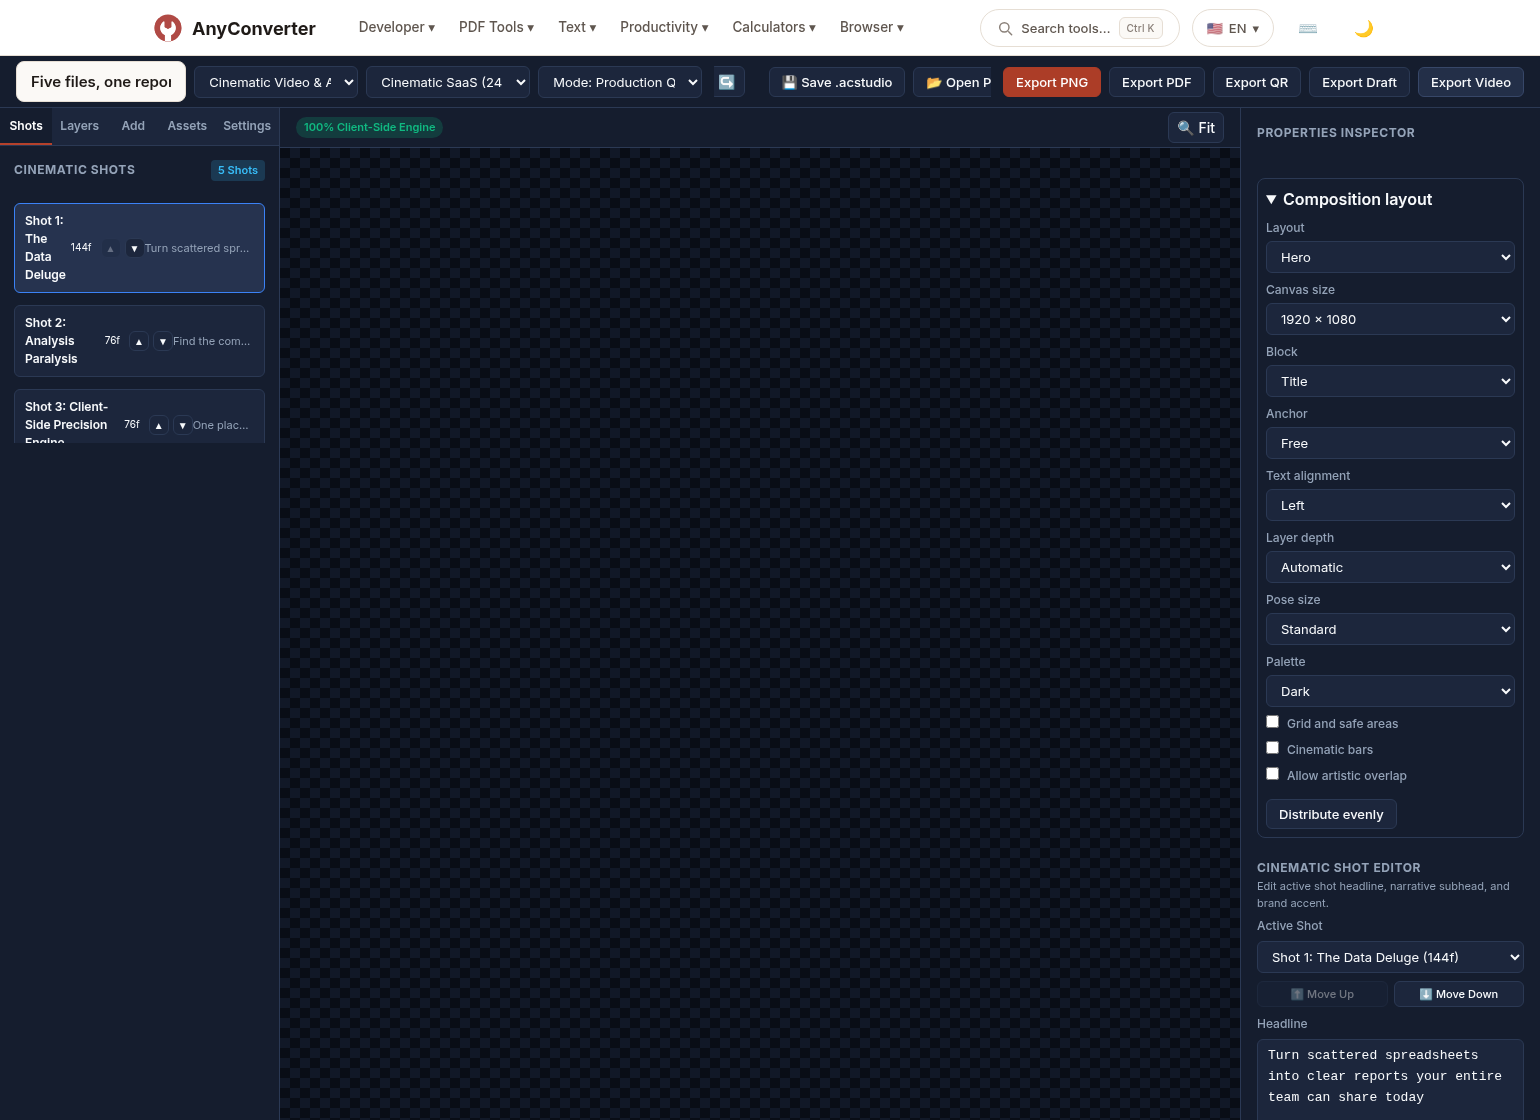 AnyConverter
Developer ▾
PDF Tools ▾
Text ▾
Productivity ▾
Calculators ▾
Browser ▾
Search tools...
Ctrl K
🇺🇸 EN ▾
Five files, one repor
Cinematic Video & A
Cinematic SaaS (24
Mode: Production Q
Save .acstudio
Open P
Export PNG
Export PDF
Export QR
Export Draft
Export Video
Shots
Layers
Add
Assets
Settings
CINEMATIC SHOTS
5 Shots
Shot 1:
The
Data
Deluge
144f
▲
▼
Turn scattered spr...
Shot 2:
Analysis
Paralysis
76f
▲
▼
Find the com...
Shot 3: Client-
Side Precision
Engine
76f
▲
▼
One plac...
100% Client-Side Engine
Fit
PROPERTIES INSPECTOR
▼ Composition layout
Layout
Hero
Canvas size
1920 × 1080
Block
Title
Anchor
Free
Text alignment
Left
Layer depth
Automatic
Pose size
Standard
Palette
Dark
Grid and safe areas
Cinematic bars
Allow artistic overlap
Distribute evenly
CINEMATIC SHOT EDITOR
Edit active shot headline, narrative subhead, and
brand accent.
Active Shot
Shot 1: The Data Deluge (144f)
Move Up
Move Down
Headline
Turn scattered spreadsheets
into clear reports your entire
team can share today